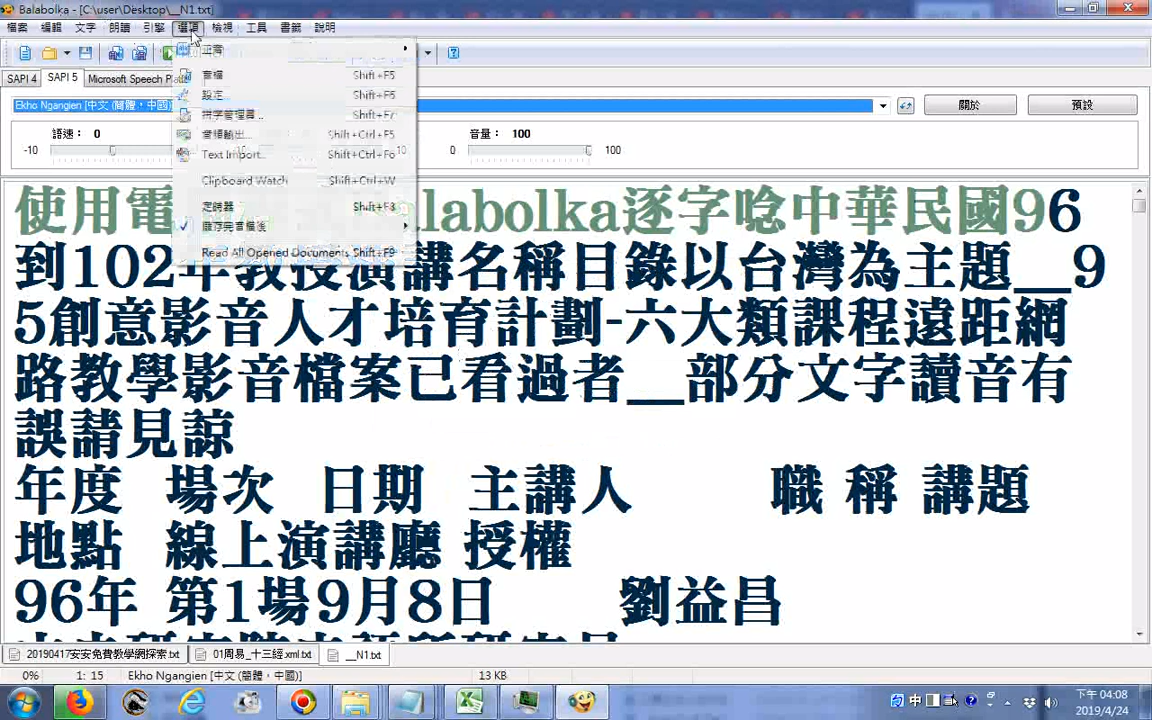 Balabolka - [C:\user\Desktop\__N1.txt]
檔案 編輯 文字 朗讀 引擎 選項 檢視 工具 書籤 說明
音檔 Shift+F5
設定 Shift+F6
拼字管理員... Shift+F7
音頻輸出... Shift+Ctrl+F5
Text Import... Shift+Ctrl+F6
Clipboard Watch Shift+Ctrl+W
定時器 Shift+F8
儲存完音檔後
Read All Opened Documents Shift+F9
SAPI 4 SAPI 5 Microsoft Speech
Ekho Ngangien [中文 (簡體，中國)] 關於 預設
語速： 0 音量： 100
-10 0 100
使用電 alabolka逐字唸中華民國96
到102年教授演講名稱目錄以台灣為主題__9
5創意影音人才培育計劃-六大類課程遠距網
路教學影音檔案已看過者__部分文字讀音有
誤請見諒
年度 場次 日期 主講人 職 稱 講題
地點 線上演講廳 授權
96年 第1場9月8日 劉益昌
20190417安安免費教學網探索.txt 01周易_十三經.xml.txt __N1.txt
0% 1: 15 Ekho Ngangien [中文 (簡體，中國)] 13 KB
下午 04:08
2019/4/24